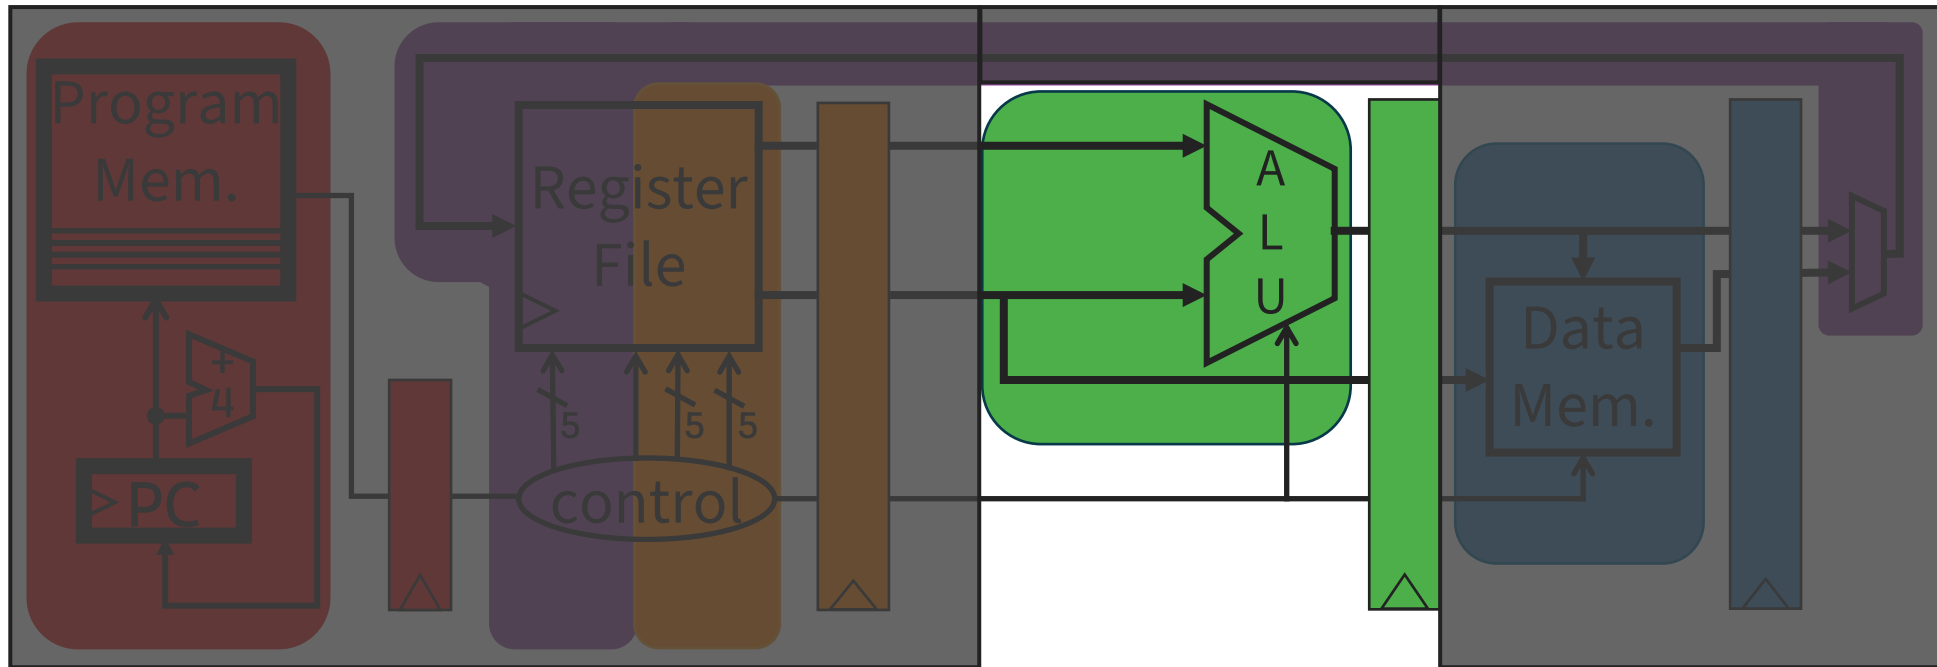 Program
Mem.
+
4
PC
Register
File
5
5
5
control
A
L
U
Data
Mem.